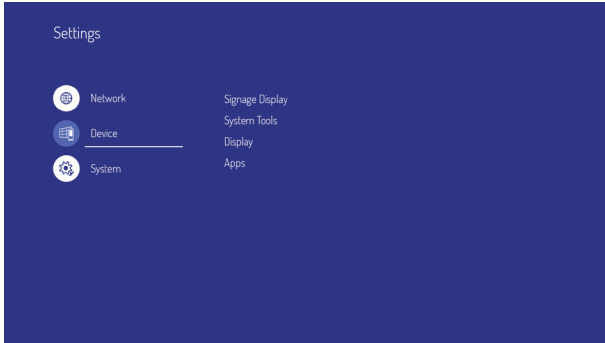 Settings
Network
Device
System
Signage Display
System Tools
Display
Apps